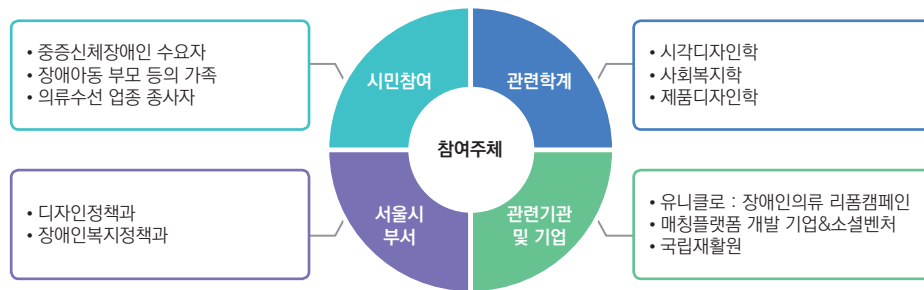 • 중증신체장애인 수요자
• 장애아동 부모 등의 가족
• 의류수선 업종 종사자
시민참여
관련학계
• 시각디자인학
• 사회복지학
• 제품디자인학
참여주체
• 디자인정책과
• 장애인복지정책과
서울시
부서
관련기관
및 기업
• 유니클로 : 장애인의류 리폼캠페인
• 매칭플랫폼 개발 기업&소셜벤처
• 국립재활원